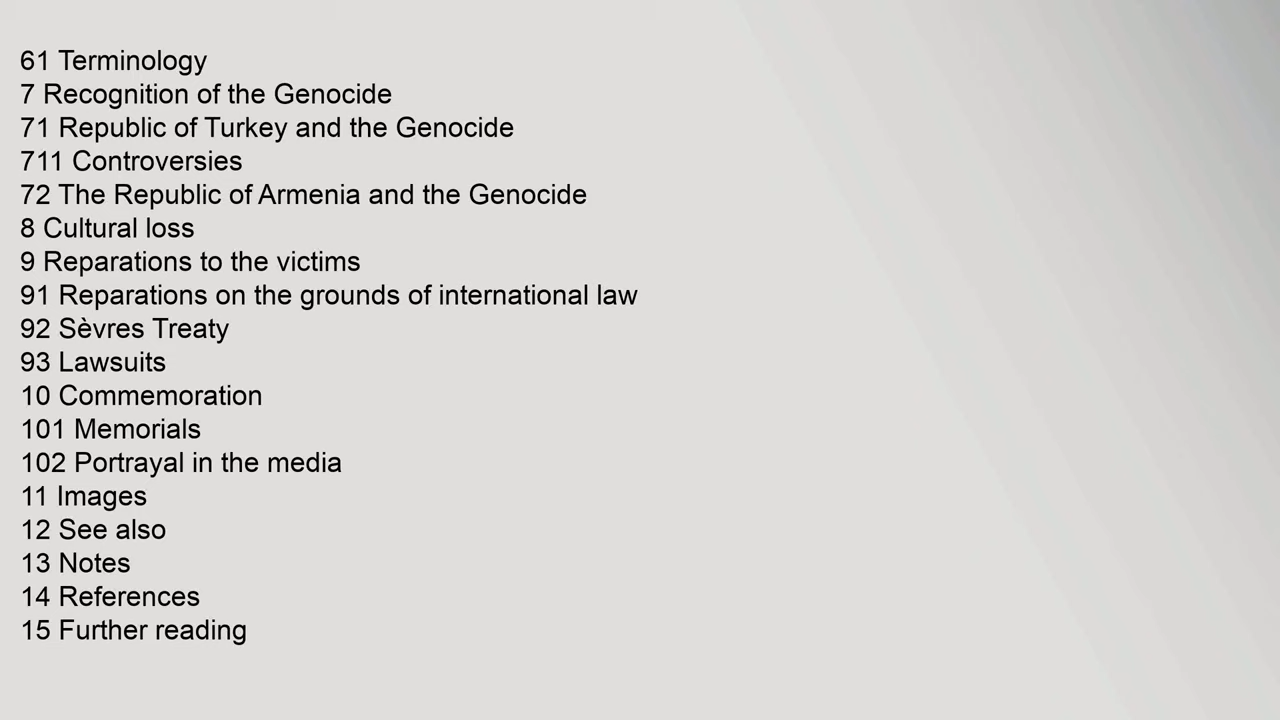 61 Terminology
7 Recognition of the Genocide
71 Republic of Turkey and the Genocide
711 Controversies
72 The Republic of Armenia and the Genocide
8 Cultural loss
9 Reparations to the victims
91 Reparations on the grounds of international law
92 Sèvres Treaty
93 Lawsuits
10 Commemoration
101 Memorials
102 Portrayal in the media
11 Images
12 See also
13 Notes
14 References
15 Further reading